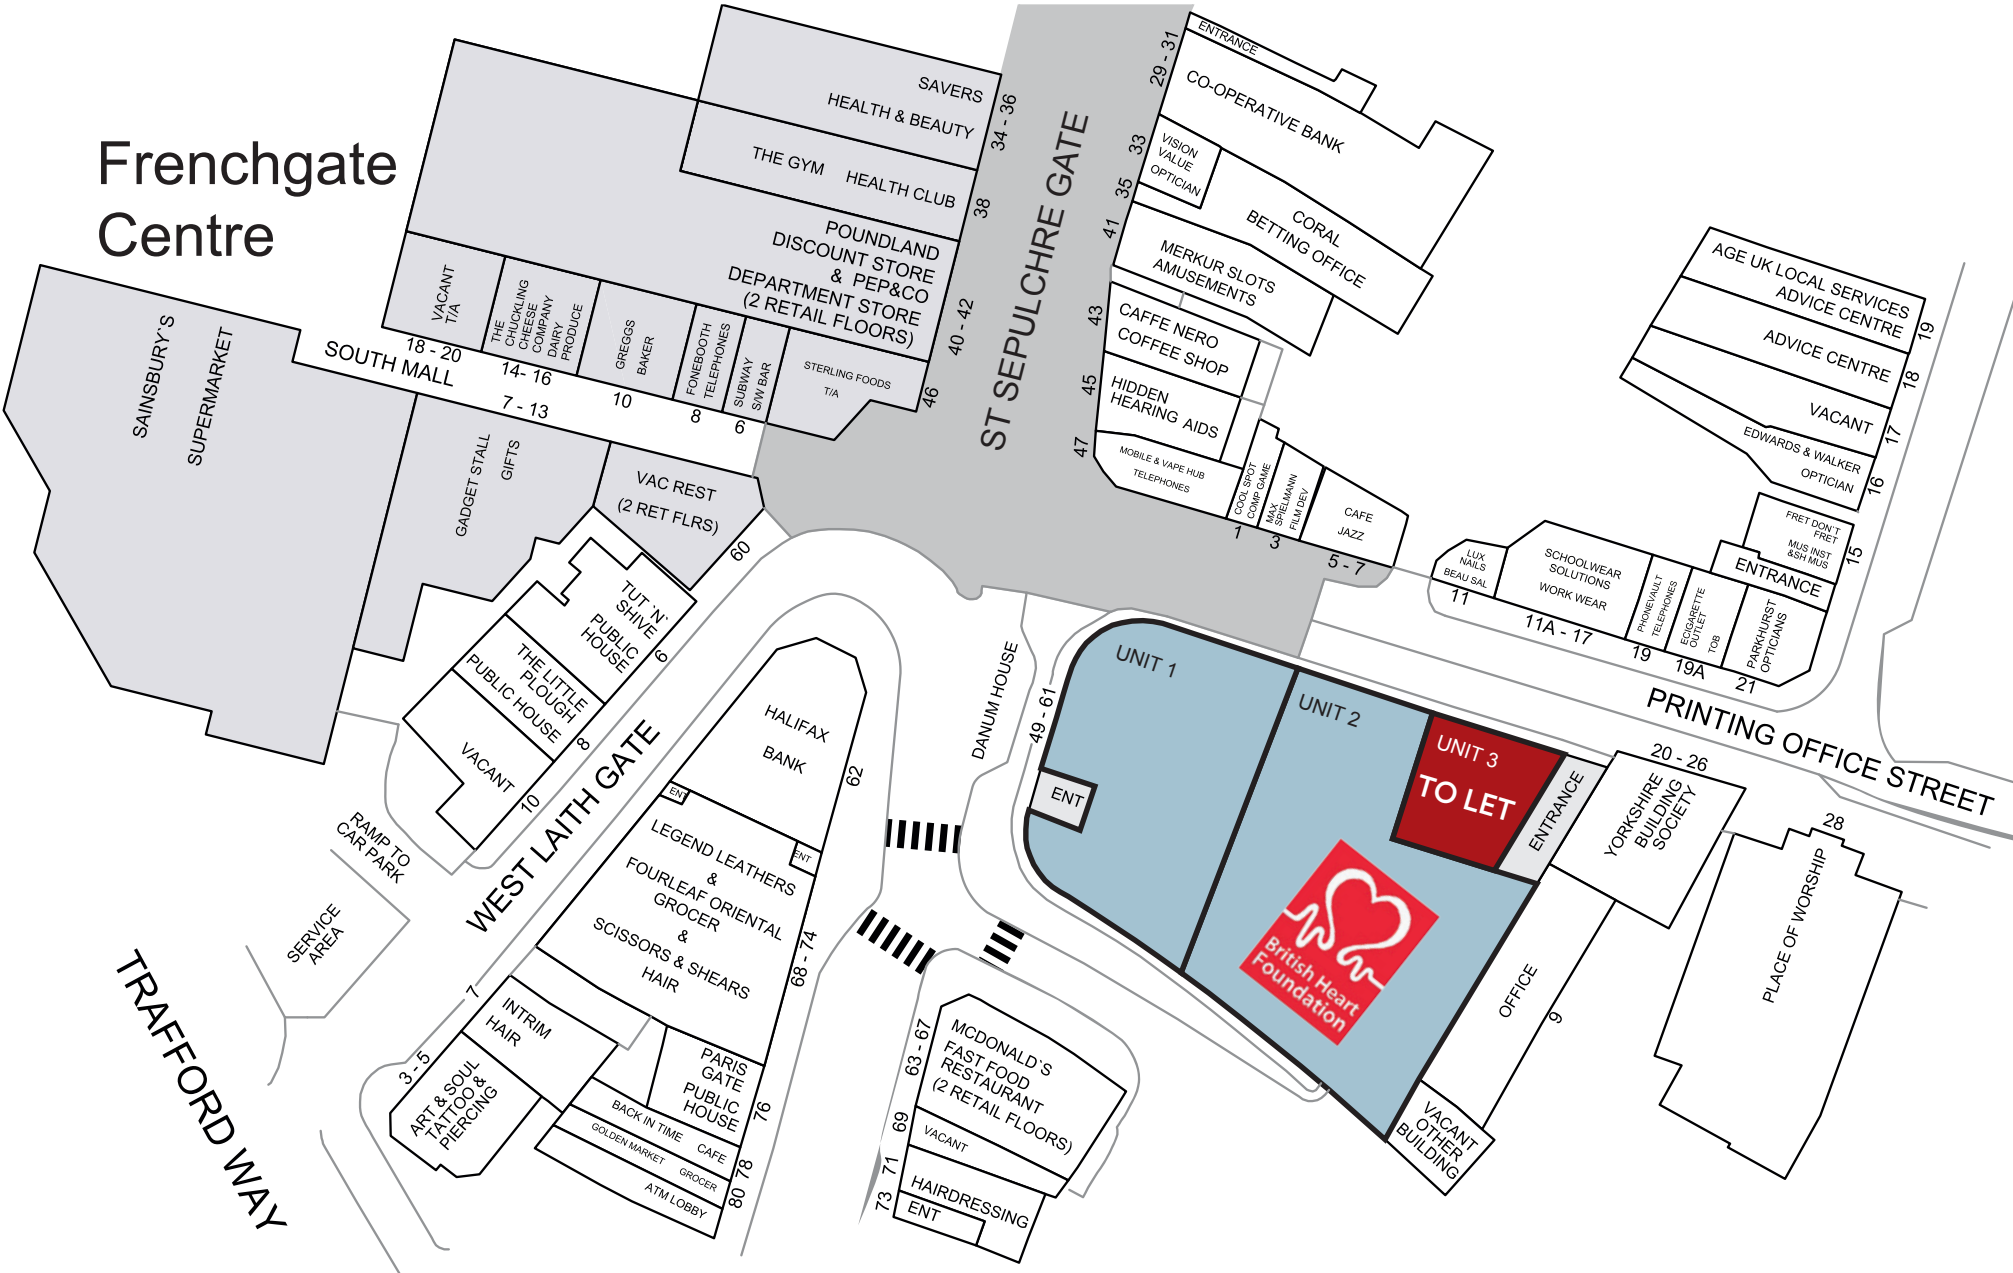 Frenchgate
Centre
SAVERS
HEALTH & BEAUTY
34 - 36
THE GYM HEALTH CLUB
38
POUNDLAND
DISCOUNT STORE
& PEP&CO
DEPARTMENT STORE
(2 RETAIL FLOORS)
40 - 42
VACANT
T/A
18 - 20
THE
CHUCKLING
CHEESE
COMPANY
DAIRY
PRODUCE
14- 16
GREGGS
BAKER
10
FONEBOOTH
TELEPHONES
8
SUBWAY
S/W BAR
6
STERLING FOODS
T/A
46
SOUTH MALL
7 - 13
SAINSBURY`S
SUPERMARKET
GADGET STALL
GIFTS
VAC REST
(2 RET FLRS)
60
ST SEPULCHRE GATE
29 - 31
ENTRANCE
CO-OPERATIVE BANK
33
VISION
VALUE
OPTICIAN
35
CORAL
BETTING OFFICE
41
MERKUR SLOTS
AMUSEMENTS
43
CAFFE NERO
COFFEE SHOP
45
HIDDEN
HEARING AIDS
47
MOBILE & VAPE HUB
TELEPHONES
COOL SPOT
COMP GAME
1
MAX
SPIELMANN
FILM DEV
3
CAFE
JAZZ
5 - 7
AGE UK LOCAL SERVICES
ADVICE CENTRE
19
ADVICE CENTRE
18
VACANT
17
EDWARDS & WALKER
OPTICIAN
16
FRET DON`T
FRET
MUS INST
&SH MUS
15
ENTRANCE
LUX
NAILS
BEAU SAL
11
SCHOOLWEAR
SOLUTIONS
WORK WEAR
11A - 17
PHONEVAULT
TELEPHONES
19
ECIGARETTE
OUTLET
TOB
19A
PARKHURST
OPTICIANS
21
PRINTING OFFICE STREET
TUT `N`
SHIVE
PUBLIC
HOUSE
6
THE LITTLE
PLOUGH
PUBLIC HOUSE
8
VACANT
10
WEST LAITH GATE
RAMP TO
CAR PARK
SERVICE
AREA
TRAFFORD WAY
HALIFAX
BANK
62
ENT
ENT
LEGEND LEATHERS
&
FOURLEAF ORIENTAL
GROCER
&
SCISSORS & SHEARS
HAIR
68 - 74
7
INTRIM
HAIR
3 - 5
ART & SOUL
TATTOO &
PIERCING
PARIS
GATE
PUBLIC
HOUSE
76
BACK IN TIME CAFE
78
GOLDEN MARKET GROCER
80
ATM LOBBY
DANUM HOUSE
49 - 61
UNIT 1
ENT
UNIT 2
UNIT 3
TO LET
ENTRANCE
British Heart
Foundation
20 - 26
YORKSHIRE
BUILDING
SOCIETY
28
PLACE OF WORSHIP
OFFICE
9
VACANT
OTHER
BUILDING
63 - 67
MCDONALD`S
FAST FOOD
RESTAURANT
(2 RETAIL FLOORS)
69
VACANT
71
HAIRDRESSING
73
ENT